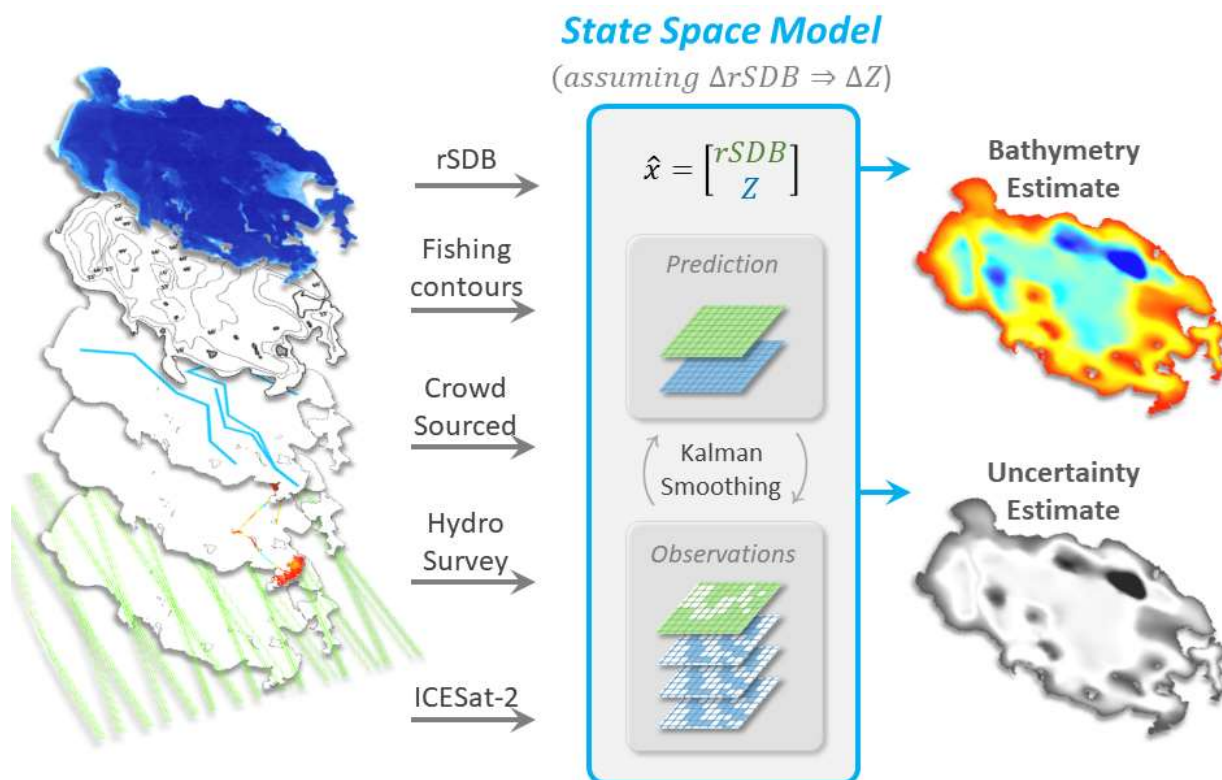 State Space Model
(assuming ΔrSDB ⇒ ΔZ)
rSDB
Fishing
contours
Crowd
Sourced
Hydro
Survey
ICESat-2
x̂ = [rSDB
Z]
Prediction
Kalman
Smoothing
Observations
Bathymetry
Estimate
Uncertainty
Estimate